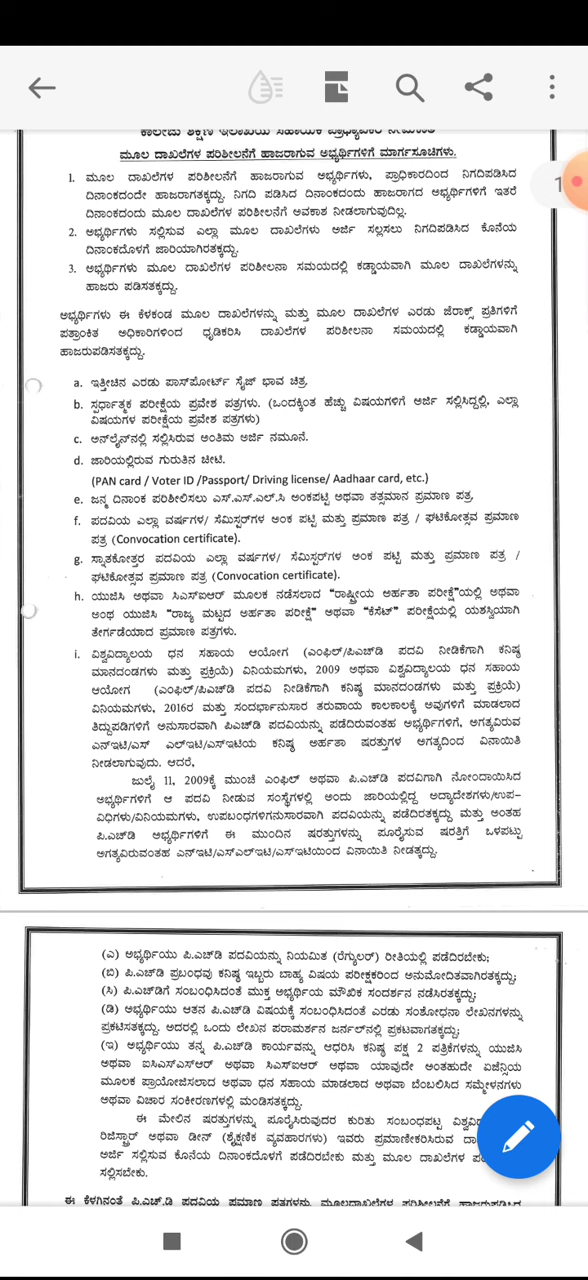 ಮೂಲ ದಾಖಲೆಗಳ ಪರಿಶೀಲನೆಗೆ ಹಾಜರಾಗುವ ಅಭ್ಯರ್ಥಿಗಳಿಗೆ ಮಾರ್ಗಸೂಚಿಗಳು.
1
1. ಮೂಲ ದಾಖಲೆಗಳ ಪರಿಶೀಲನೆಗೆ ಹಾಜರಾಗುವ ಅಭ್ಯರ್ಥಿಗಳು, ಪ್ರಾಧಿಕಾರದಿಂದ ನಿಗದಿಪಡಿಸಿದ
ದಿನಾಂಕದಂದೇ ಹಾಜರಾಗತಕ್ಕದ್ದು. ನಿಗದಿ ಪಡಿಸಿದ ದಿನಾಂಕದಂದು ಹಾಜರಾಗದ ಅಭ್ಯರ್ಥಿಗಳಿಗೆ ಇತರೆ
ದಿನಾಂಕದಂದು ಮೂಲ ದಾಖಲೆಗಳ ಪರಿಶೀಲನೆಗೆ ಅವಕಾಶ ನೀಡಲಾಗುವುದಿಲ್ಲ.
2. ಅಭ್ಯರ್ಥಿಗಳು ಸಲ್ಲಿಸುವ ಎಲ್ಲಾ ಮೂಲ ದಾಖಲೆಗಳು ಅರ್ಜಿ ಸಲ್ಲಸಲು ನಿಗದಿಪಡಿಸಿದ ಕೊನೆಯ
ದಿನಾಂಕದೊಳಗೆ ಜಾರಿಯಾಗಿರತಕ್ಕದ್ದು.
3. ಅಭ್ಯರ್ಥಿಗಳು ಮೂಲ ದಾಖಲೆಗಳ ಪರಿಶೀಲನಾ ಸಮಯದಲ್ಲಿ ಕಡ್ಡಾಯವಾಗಿ ಮೂಲ ದಾಖಲೆಗಳನ್ನು
ಹಾಜರು ಪಡಿಸತಕ್ಕದ್ದು.
ಅಭ್ಯರ್ಥಿಗಳು ಈ ಕೆಳಕಂಡ ಮೂಲ ದಾಖಲೆಗಳನ್ನು ಮತ್ತು ಮೂಲ ದಾಖಲೆಗಳ ಎರಡು ಜೆರಾಕ್ಸ್ ಪ್ರತಿಗಳಿಗೆ
ಪತ್ರಾಂಕಿತ ಅಧಿಕಾರಿಗಳಿಂದ ಧೃಡಿಕರಿಸಿ ದಾಖಲೆಗಳ ಪರಿಶೀಲನಾ ಸಮಯದಲ್ಲಿ ಕಡ್ಡಾಯವಾಗಿ
ಹಾಜರುಪಡಿಸತಕ್ಕದ್ದು.
a. ಇತ್ತೀಚಿನ ಎರಡು ಪಾಸ್‌ಪೋರ್ಟ್ ಸೈಜ್ ಭಾವ ಚಿತ್ರ
b. ಸ್ಪರ್ಧಾತ್ಮಕ ಪರೀಕ್ಷೆಯ ಪ್ರವೇಶ ಪತ್ರಗಳು. (ಒಂದಕ್ಕಿಂತ ಹೆಚ್ಚು ವಿಷಯಗಳಿಗೆ ಅರ್ಜಿ ಸಲ್ಲಿಸಿದ್ದಲ್ಲಿ, ಎಲ್ಲಾ
ವಿಷಯಗಳ ಪರೀಕ್ಷೆಯ ಪ್ರವೇಶ ಪತ್ರಗಳು)
c. ಅನ್‌ಲೈನ್‌ನಲ್ಲಿ ಸಲ್ಲಿಸಿರುವ ಅಂತಿಮ ಅರ್ಜಿ ನಮೂನೆ.
d. ಜಾರಿಯಲ್ಲಿರುವ ಗುರುತಿನ ಚೀಟಿ.
(PAN card / Voter ID /Passport/ Driving license/ Aadhaar card, etc.)
e. ಜನ್ಮ ದಿನಾಂಕ ಪರಿಶೀಲಿಸಲು ಎಸ್.ಎಸ್.ಎಲ್.ಸಿ ಅಂಕಪಟ್ಟಿ ಅಥವಾ ತತ್ಸಮಾನ ಪ್ರಮಾಣ ಪತ್ರ.
f. ಪದವಿಯ ಎಲ್ಲಾ ವರ್ಷಗಳ/ ಸೆಮಿಸ್ಟರ್‌ಗಳ ಅಂಕ ಪಟ್ಟಿ ಮತ್ತು ಪ್ರಮಾಣ ಪತ್ರ / ಘಟಿಕೋತ್ಸವ ಪ್ರಮಾಣ
ಪತ್ರ (Convocation certificate).
g. ಸ್ನಾತಕೋತ್ತರ ಪದವಿಯ ಎಲ್ಲಾ ವರ್ಷಗಳ/ ಸೆಮಿಸ್ಟರ್‌ಗಳ ಅಂಕ ಪಟ್ಟಿ ಮತ್ತು ಪ್ರಮಾಣ ಪತ್ರ /
ಘಟಿಕೋತ್ಸವ ಪ್ರಮಾಣ ಪತ್ರ (Convocation certificate).
h. ಯುಜಿಸಿ ಅಥವಾ ಸಿಎಸ್‌ಐಆರ್ ಮೂಲಕ ನಡೆಸಲಾದ "ರಾಷ್ಟ್ರೀಯ ಅರ್ಹತಾ ಪರೀಕ್ಷೆ"ಯಲ್ಲಿ ಅಥವಾ
ಅಂಥ ಯುಜಿಸಿ "ರಾಜ್ಯ ಮಟ್ಟದ ಅರ್ಹತಾ ಪರೀಕ್ಷೆ" ಅಥವಾ "ಕೆಸೆಟ್" ಪರೀಕ್ಷೆಯಲ್ಲಿ ಯಶಸ್ವಿಯಾಗಿ
ತೇರ್ಗಡೆಯಾದ ಪ್ರಮಾಣ ಪತ್ರಗಳು.
i. ವಿಶ್ವವಿದ್ಯಾಲಯ ಧನ ಸಹಾಯ ಆಯೋಗ (ಎಂಫಿಲ್/ಪಿಎಚ್‌ಡಿ ಪದವಿ ನೀಡಿಕೆಗಾಗಿ ಕನಿಷ್ಠ
ಮಾನದಂಡಗಳು ಮತ್ತು ಪ್ರಕ್ರಿಯೆ) ವಿನಿಯಮಗಳು, 2009 ಅಥವಾ ವಿಶ್ವವಿದ್ಯಾಲಯ ಧನ ಸಹಾಯ
ಆಯೋಗ (ಎಂಫಿಲ್/ಪಿಎಚ್‌ಡಿ ಪದವಿ ನೀಡಿಕೆಗಾಗಿ ಕನಿಷ್ಠ ಮಾನದಂಡಗಳು ಮತ್ತು ಪ್ರಕ್ರಿಯೆ)
ವಿನಿಯಮಗಳು, 2016ರ ಮತ್ತು ಸಂದರ್ಭಾನುಸಾರ ತರುವಾಯ ಕಾಲಕಾಲಕ್ಕೆ ಅವುಗಳಿಗೆ ಮಾಡಲಾದ
ತಿದ್ದುಪಡಿಗಳಿಗೆ ಅನುಸಾರವಾಗಿ ಪಿಎಚ್‌ಡಿ ಪದವಿಯನ್ನು ಪಡೆದಿರುವಂತಹ ಅಭ್ಯರ್ಥಿಗಳಿಗೆ, ಅಗತ್ಯವಿರುವ
ಎನ್‌ಇಟಿ/ಎಸ್ ಎಲ್‌ಇಟಿ/ಎಸ್‌ಇಟಿಯ ಕನಿಷ್ಠ ಅರ್ಹತಾ ಷರತ್ತುಗಳ ಅಗತ್ಯದಿಂದ ವಿನಾಯಿತಿ
ನೀಡಲಾಗುವುದು. ಆದರೆ,
ಜುಲೈ 11, 2009ಕ್ಕೆ ಮುಂಚೆ ಎಂಫಿಲ್ ಅಥವಾ ಪಿ.ಎಚ್‌ಡಿ ಪದವಿಗಾಗಿ ನೋಂದಾಯಿಸಿದ
ಅಭ್ಯರ್ಥಿಗಳಿಗೆ ಆ ಪದವಿ ನೀಡುವ ಸಂಸ್ಥೆಗಳಲ್ಲಿ ಅಂದು ಜಾರಿಯಲ್ಲಿದ್ದ ಅಧ್ಯಾದೇಶಗಳು/ಉಪ-
ವಿಧಿಗಳು/ವಿನಿಯಮಗಳು, ಉಪಬಂಧಗಳಿಗನುಸಾರವಾಗಿ ಪದವಿಯನ್ನು ಪಡೆದಿರತಕ್ಕದ್ದು ಮತ್ತು ಅಂತಹ
ಪಿ.ಎಚ್‌ಡಿ ಅಭ್ಯರ್ಥಿಗಳಿಗೆ ಈ ಮುಂದಿನ ಷರತ್ತುಗಳನ್ನು ಪೂರೈಸುವ ಷರತ್ತಿಗೆ ಒಳಪಟ್ಟು
ಅಗತ್ಯವಿರುವಂತಹ ಎನ್‌ಇಟಿ/ಎಸ್‌ಎಲ್‌ಇಟಿ/ಎಸ್‌ಇಟಿಯಿಂದ ವಿನಾಯಿತಿ ನೀಡತಕ್ಕದ್ದು.
(ಎ) ಅಭ್ಯರ್ಥಿಯು ಪಿ.ಎಚ್‌ಡಿ ಪದವಿಯನ್ನು ನಿಯಮಿತ (ರೆಗ್ಯುಲರ್) ರೀತಿಯಲ್ಲಿ ಪಡೆದಿರಬೇಕು;
(ಬಿ) ಪಿ.ಎಚ್‌ಡಿ ಪ್ರಬಂಧವು ಕನಿಷ್ಠ ಇಬ್ಬರು ಬಾಹ್ಯ ವಿಷಯ ಪರೀಕ್ಷಕರಿಂದ ಅನುಮೋದಿತವಾಗಿರತಕ್ಕದ್ದು;
(ಸಿ) ಪಿ.ಎಚ್‌ಡಿಗೆ ಸಂಬಂಧಿಸಿದಂತೆ ಮುಕ್ತ ಅಭ್ಯರ್ಥಿಯ ಮೌಖಿಕ ಸಂದರ್ಶನ ನಡೆಸಿರತಕ್ಕದ್ದು;
(ಡಿ) ಅಭ್ಯರ್ಥಿಯು ಆತನ ಪಿ.ಎಚ್‌ಡಿ ವಿಷಯಕ್ಕೆ ಸಂಬಂಧಿಸಿದಂತೆ ಎರಡು ಸಂಶೋಧನಾ ಲೇಖನಗಳನ್ನು
ಪ್ರಕಟಿಸತಕ್ಕದ್ದು. ಅದರಲ್ಲಿ ಒಂದು ಲೇಖನ ಪರಾಮರ್ಶನ ಜರ್ನಲ್‌ನಲ್ಲಿ ಪ್ರಕಟವಾಗತಕ್ಕದ್ದು;
(ಇ) ಅಭ್ಯರ್ಥಿಯು ತನ್ನ ಪಿ.ಎಚ್‌ಡಿ ಕಾರ್ಯವನ್ನು ಆಧರಿಸಿ ಕನಿಷ್ಠ ಪಕ್ಷ 2 ಪತ್ರಿಕೆಗಳನ್ನು ಯುಜಿಸಿ
ಅಥವಾ ಐಸಿಎಸ್‌ಎಸ್‌ಆರ್ ಅಥವಾ ಸಿಎಸ್‌ಐಆರ್ ಅಥವಾ ಯಾವುದೇ ಅಂತಹುದೇ ಏಜೆನ್ಸಿಯ
ಮೂಲಕ ಪ್ರಾಯೋಜಿಸಲಾದ ಅಥವಾ ಧನ ಸಹಾಯ ಮಾಡಲಾದ ಅಥವಾ ಬೆಂಬಲಿಸಿದ ಸಮ್ಮೇಳನಗಳು
ಅಥವಾ ವಿಚಾರ ಸಂಕಿರಣಗಳಲ್ಲಿ ಮಂಡಿಸತಕ್ಕದ್ದು.
ಈ ಮೇಲಿನ ಷರತ್ತುಗಳನ್ನು ಪೂರೈಸಿರುವುದರ ಕುರಿತು ಸಂಬಂಧಪಟ್ಟ
ರಿಜಿಸ್ಟ್ರಾರ್ ಅಥವಾ ಡೀನ್ (ಶೈಕ್ಷಣಿಕ ವ್ಯವಹಾರಗಳು) ಇವರು ಪ್ರಮಾಣೀಕರಿಸಿರುವ
ಅರ್ಜಿ ಸಲ್ಲಿಸುವ ಕೊನೆಯ ದಿನಾಂಕದೊಳಗೆ ಪಡೆದಿರಬೇಕು ಮತ್ತು ಮೂಲ ದಾಖಲೆಗಳ
ಸಲ್ಲಿಸಬೇಕು.